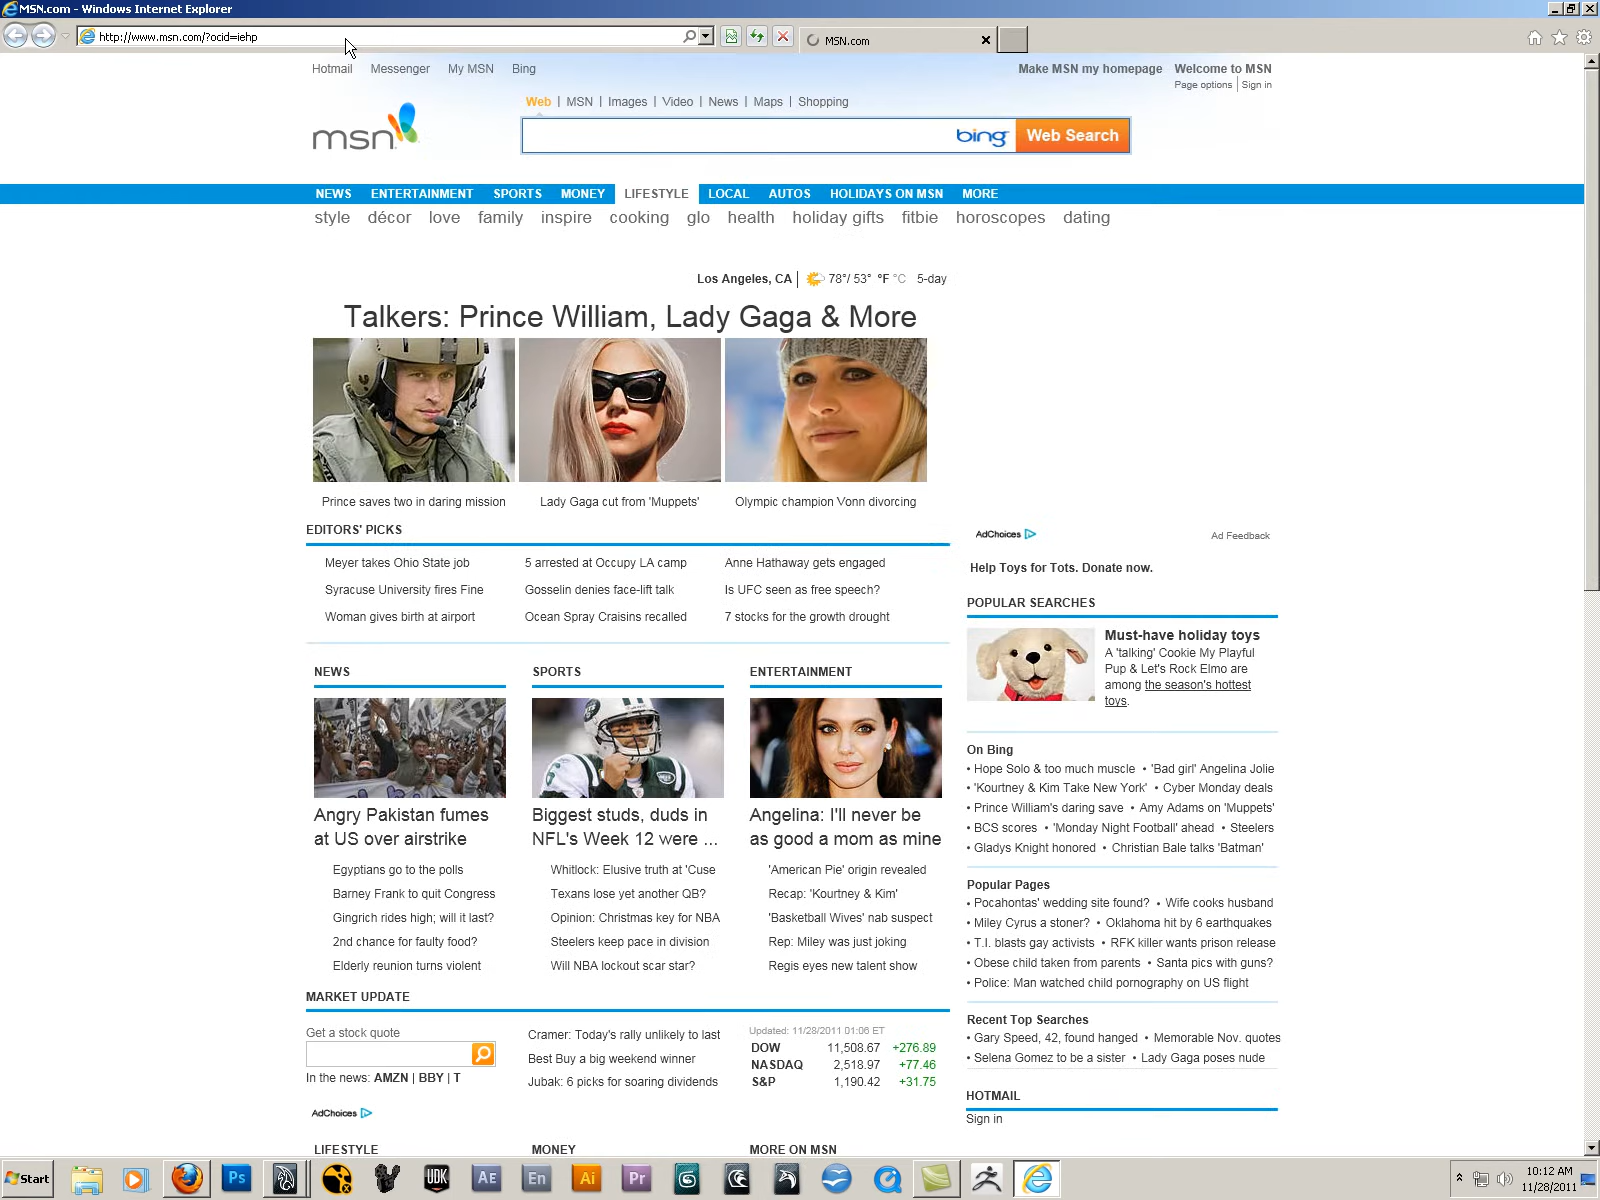 MSN.com - Windows Internet Explorer
http://www.msn.com/?ocid=iehp
MSN.com
Hotmail Messenger My MSN Bing
Make MSN my homepage Welcome to MSN
Page options Sign in
Web | MSN | Images | Video | News | Maps | Shopping
msn
bing Web Search
NEWS ENTERTAINMENT SPORTS MONEY LIFESTYLE LOCAL AUTOS HOLIDAYS ON MSN MORE
style décor love family inspire cooking glo health holiday gifts fitbie horoscopes dating
Los Angeles, CA 78°/ 53° °F °C 5-day
Talkers: Prince William, Lady Gaga & More
Prince saves two in daring mission
Lady Gaga cut from 'Muppets'
Olympic champion Vonn divorcing
EDITORS' PICKS
Meyer takes Ohio State job
Syracuse University fires Fine
Woman gives birth at airport
5 arrested at Occupy LA camp
Gosselin denies face-lift talk
Ocean Spray Craisins recalled
Anne Hathaway gets engaged
Is UFC seen as free speech?
7 stocks for the growth drought
NEWS
Angry Pakistan fumes
at US over airstrike
Egyptians go to the polls
Barney Frank to quit Congress
Gingrich rides high; will it last?
2nd chance for faulty food?
Elderly reunion turns violent
SPORTS
Biggest studs, duds in
NFL's Week 12 were ...
Whitlock: Elusive truth at 'Cuse
Texans lose yet another QB?
Opinion: Christmas key for NBA
Steelers keep pace in division
Will NBA lockout scar star?
ENTERTAINMENT
Angelina: I'll never be
as good a mom as mine
'American Pie' origin revealed
Recap: 'Kourtney & Kim'
'Basketball Wives' nab suspect
Rep: Miley was just joking
Regis eyes new talent show
MARKET UPDATE
Get a stock quote
In the news: AMZN | BBY | T
Cramer: Today's rally unlikely to last
Best Buy a big weekend winner
Jubak: 6 picks for soaring dividends
Updated: 11/28/2011 01:06 ET
DOW 11,508.67 +276.89
NASDAQ 2,518.97 +77.46
S&P 1,190.42 +31.75
AdChoices
LIFESTYLE MONEY MORE ON MSN
AdChoices Ad Feedback
Help Toys for Tots. Donate now.
POPULAR SEARCHES
Must-have holiday toys
A 'talking' Cookie My Playful
Pup & Let's Rock Elmo are
among the season's hottest
toys.
On Bing
• Hope Solo & too much muscle • 'Bad girl' Angelina Jolie
• 'Kourtney & Kim Take New York' • Cyber Monday deals
• Prince William's daring save • Amy Adams on 'Muppets'
• BCS scores • 'Monday Night Football' ahead • Steelers
• Gladys Knight honored • Christian Bale talks 'Batman'
Popular Pages
• Pocahontas' wedding site found? • Wife cooks husband
• Miley Cyrus a stoner? • Oklahoma hit by 6 earthquakes
• T.I. blasts gay activists • RFK killer wants prison release
• Obese child taken from parents • Santa pics with guns?
• Police: Man watched child pornography on US flight
Recent Top Searches
• Gary Speed, 42, found hanged • Memorable Nov. quotes
• Selena Gomez to be a sister • Lady Gaga poses nude
HOTMAIL
Sign in
Start Ps UDK AE En Ai Pr
10:12 AM
11/28/2011